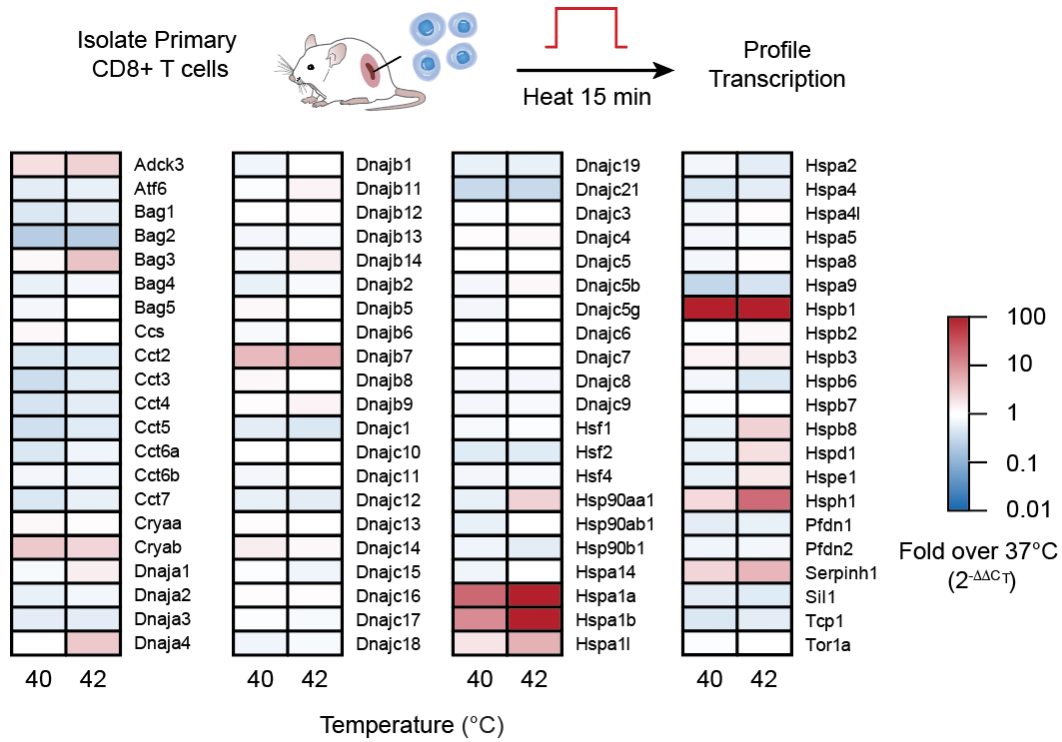 Isolate Primary
CD8+ T cells
Heat 15 min
Profile
Transcription
Adck3
Atf6
Bag1
Bag2
Bag3
Bag4
Bag5
Ccs
Cct2
Cct3
Cct4
Cct5
Cct6a
Cct6b
Cct7
Cryaa
Cryab
Dnaja1
Dnaja2
Dnaja3
Dnaja4
40 42
Dnajb1
Dnajb11
Dnajb12
Dnajb13
Dnajb14
Dnajb2
Dnajb5
Dnajb6
Dnajb7
Dnajb8
Dnajb9
Dnajc1
Dnajc10
Dnajc11
Dnajc12
Dnajc13
Dnajc14
Dnajc15
Dnajc16
Dnajc17
Dnajc18
40 42
Dnajc19
Dnajc21
Dnajc3
Dnajc4
Dnajc5
Dnajc5b
Dnajc5g
Dnajc6
Dnajc7
Dnajc8
Dnajc9
Hsf1
Hsf2
Hsf4
Hsp90aa1
Hsp90ab1
Hsp90b1
Hspa14
Hspa1a
Hspa1b
Hspa1l
40 42
Hspa2
Hspa4
Hspa4l
Hspa5
Hspa8
Hspa9
Hspb1
Hspb2
Hspb3
Hspb6
Hspb7
Hspb8
Hspd1
Hspe1
Hsph1
Pfdn1
Pfdn2
Serpinh1
Sil1
Tcp1
Tor1a
40 42
Temperature (°C)
100
10
1
0.1
0.01
Fold over 37°C
(2-ΔΔCT)